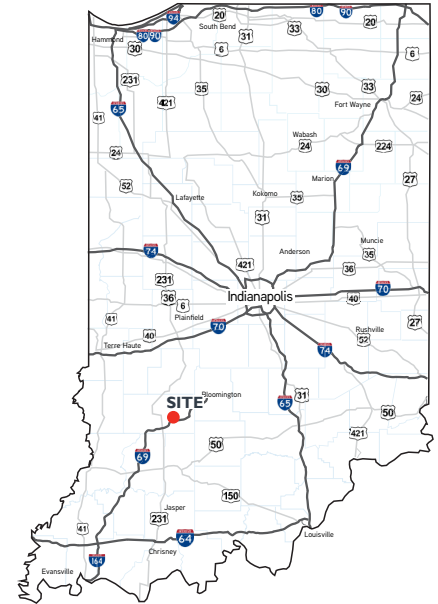 94
20
80
90
South Bend
33
20
Hammond
80
90
31
30
6
6
231
35
30
33
65
421
Fort Wayne
24
41
Wabash
24
224
24
69
Marion
27
52
Kokomo
35
Lafayette
31
Anderson
Muncie
74
35
421
36
231
70
36
6
Indianapolis
40
41
Plainfield
27
70
Rushville
40
52
Terre Haute
74
SITE
Bloomington
31
65
50
421
50
69
150
Jasper
231
41
64
Louisville
Chrisney
164
Evansville